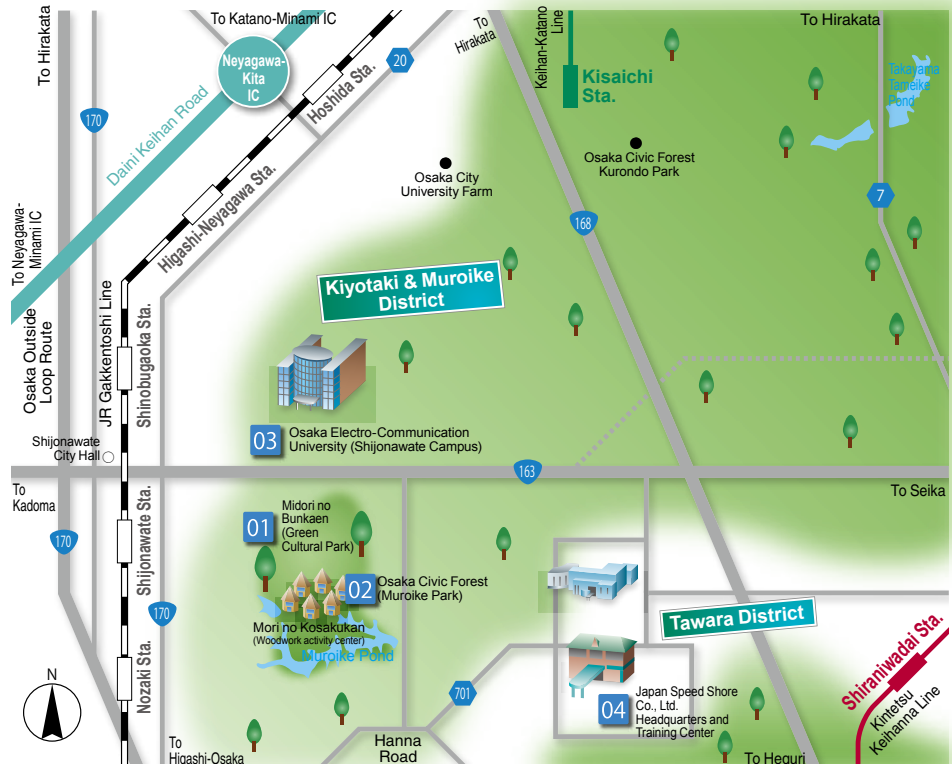 To Hirakata
To Katano-Minami IC
Neyagawa-
Kita
IC
170
Daini Keihan Road
Hoshida Sta.
20
Higashi-Neyagawa Sta.
To
Hirakata
Keihan-Katano
Line
Kisaichi
Sta.
To Hirakata
Takayama
Tameike
Pond
Osaka City
University Farm
Osaka Civic Forest
Kurondo Park
7
168
To Neyagawa-
Minami IC
Osaka Outside
Loop Route
JR Gakkentoshi Line
Shinobugaoka Sta.
Kiyotaki & Muroike
District
03
Osaka Electro-Communication
University (Shijonawate Campus)
Shijonawate
City Hall
163
To
Kadoma
To Seika
170
Shijonawate Sta.
170
01
Midori no
Bunkaen
(Green
Cultural Park)
02
Osaka Civic Forest
(Muroike Park)
Mori no Kosakukan
(Woodwork activity center)
Muroike Pond
Tawara District
Shiraniwadai Sta.
Kintetsu
Keihanna Line
Nozaki Sta.
N
701
04
Japan Speed Shore
Co., Ltd.
Headquarters and
Training Center
To
Higashi-Osaka
Hanna
Road
To Heguri